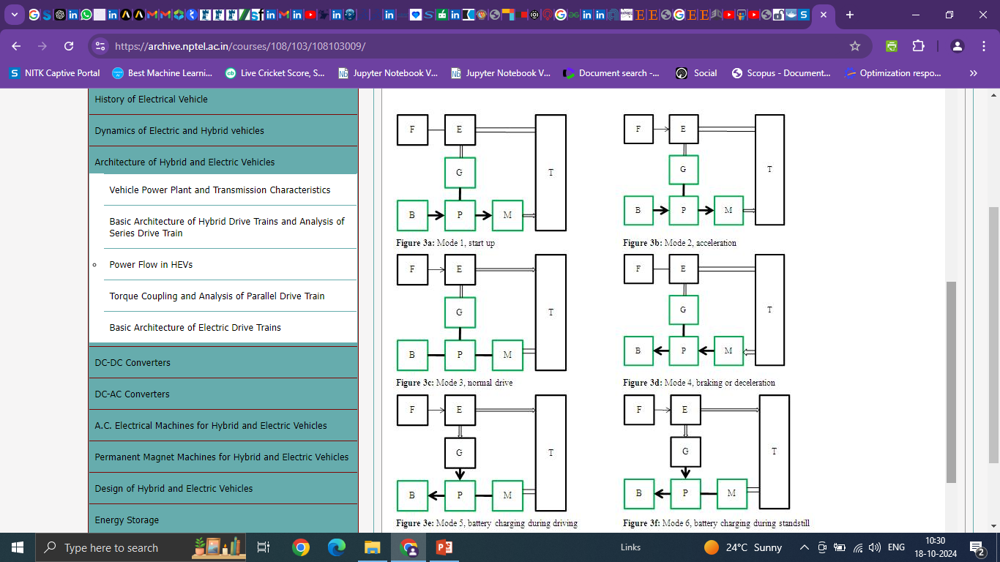 https://archive.nptel.ac.in/courses/108/103/108103009/
NITK Captive Portal
Best Machine Learni...
Live Cricket Score, S...
Jupyter Notebook V...
Jupyter Notebook V...
Document search -...
Social
Scopus - Document...
Optimization respo...
»
History of Electrical Vehicle
Dynamics of Electric and Hybrid vehicles
Architecture of Hybrid and Electric Vehicles
Vehicle Power Plant and Transmission Characteristics
Basic Architecture of Hybrid Drive Trains and Analysis of
Series Drive Train
Power Flow in HEVs
Torque Coupling and Analysis of Parallel Drive Train
Basic Architecture of Electric Drive Trains
DC-DC Converters
DC-AC Converters
A.C. Electrical Machines for Hybrid and Electric Vehicles
Permanent Magnet Machines for Hybrid and Electric Vehicles
Design of Hybrid and Electric Vehicles
Energy Storage
F E
G T
B P M
Figure 3a: Mode 1, start up
F E
G T
B P M
Figure 3b: Mode 2, acceleration
F E
G T
B P M
Figure 3c: Mode 3, normal drive
F E
G T
B P M
Figure 3d: Mode 4, braking or deceleration
F E
G T
B P M
Figure 3e: Mode 5, battery charging during driving
F E
G T
B P M
Figure 3f: Mode 6, battery charging during standstill
Type here to search
Links
24°C Sunny
ENG
10:30
18-10-2024
2